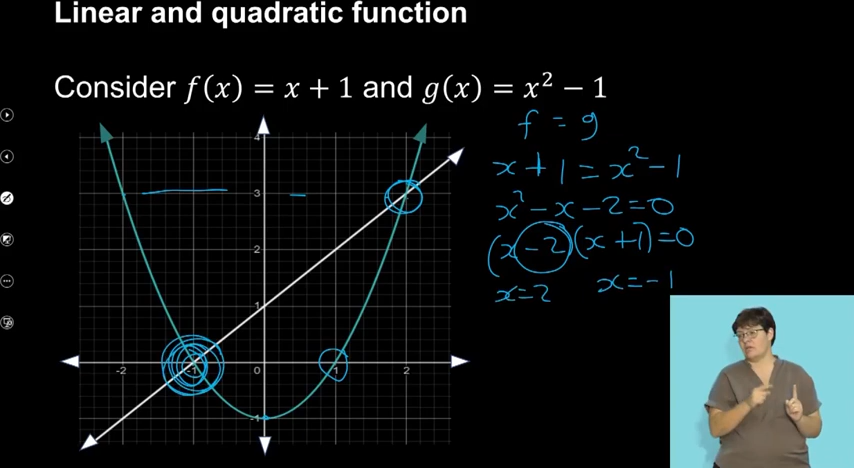 Linear and quadratic function
Consider f(x) = x + 1 and g(x) = x² − 1
f = g
x + 1 = x² − 1
x² − x − 2 = 0
(x − 2)(x + 1) = 0
x = 2 x = −1
4
3
2
1
-2 -1 0 1 2
-1